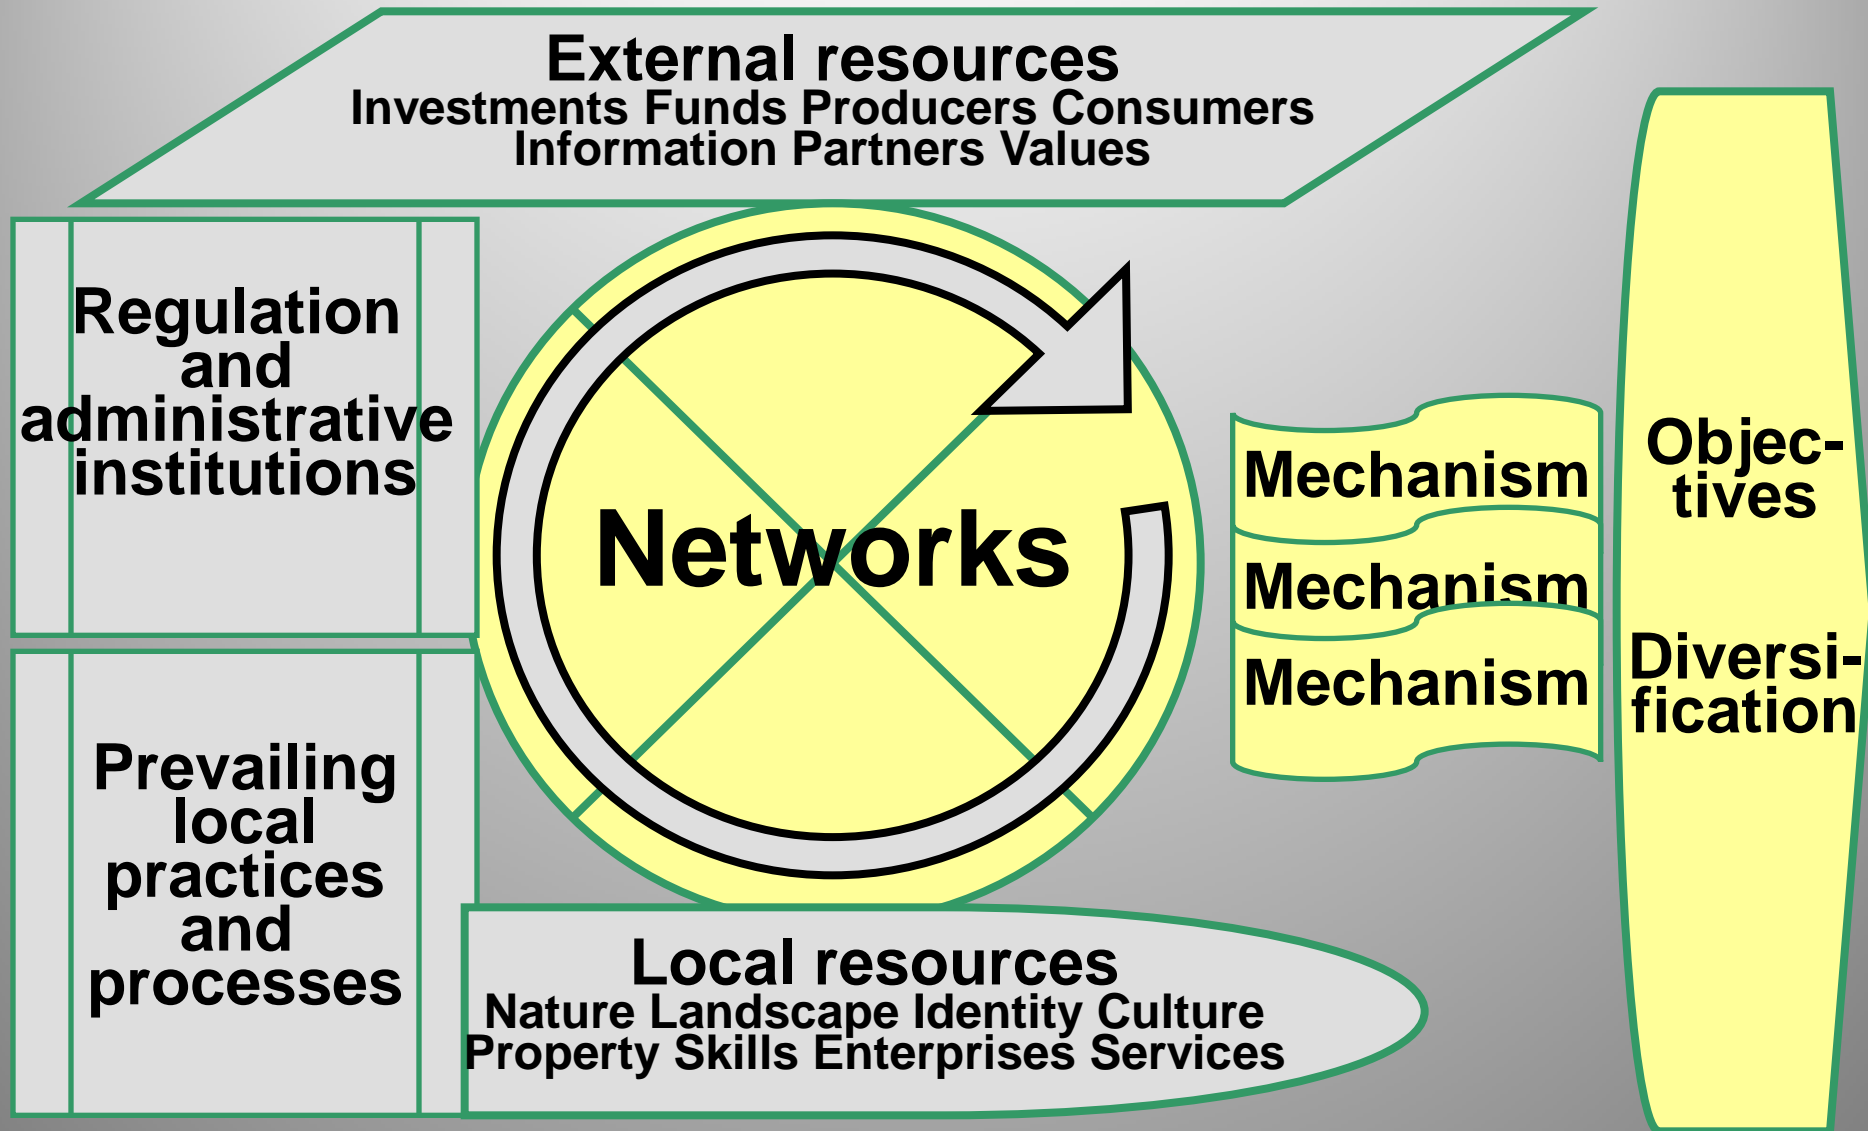 External resources
Investments Funds Producers Consumers
Information Partners Values
Regulation
and
administrative
institutions
Networks
Mechanism
Mechanism
Mechanism
Objec-
tives
Diversi-
fication
Prevailing
local
practices
and
processes
Local resources
Nature Landscape Identity Culture
Property Skills Enterprises Services